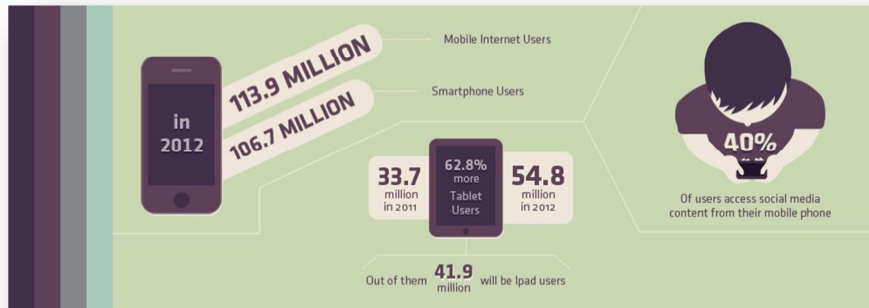 in
2012
113.9 MILLION
Mobile Internet Users
106.7 MILLION
Smartphone Users
33.7
million
in 2011
62.8%
more
Tablet
Users
54.8
million
in 2012
Out of them 41.9 million will be Ipad users
40%
Of users access social media
content from their mobile phone